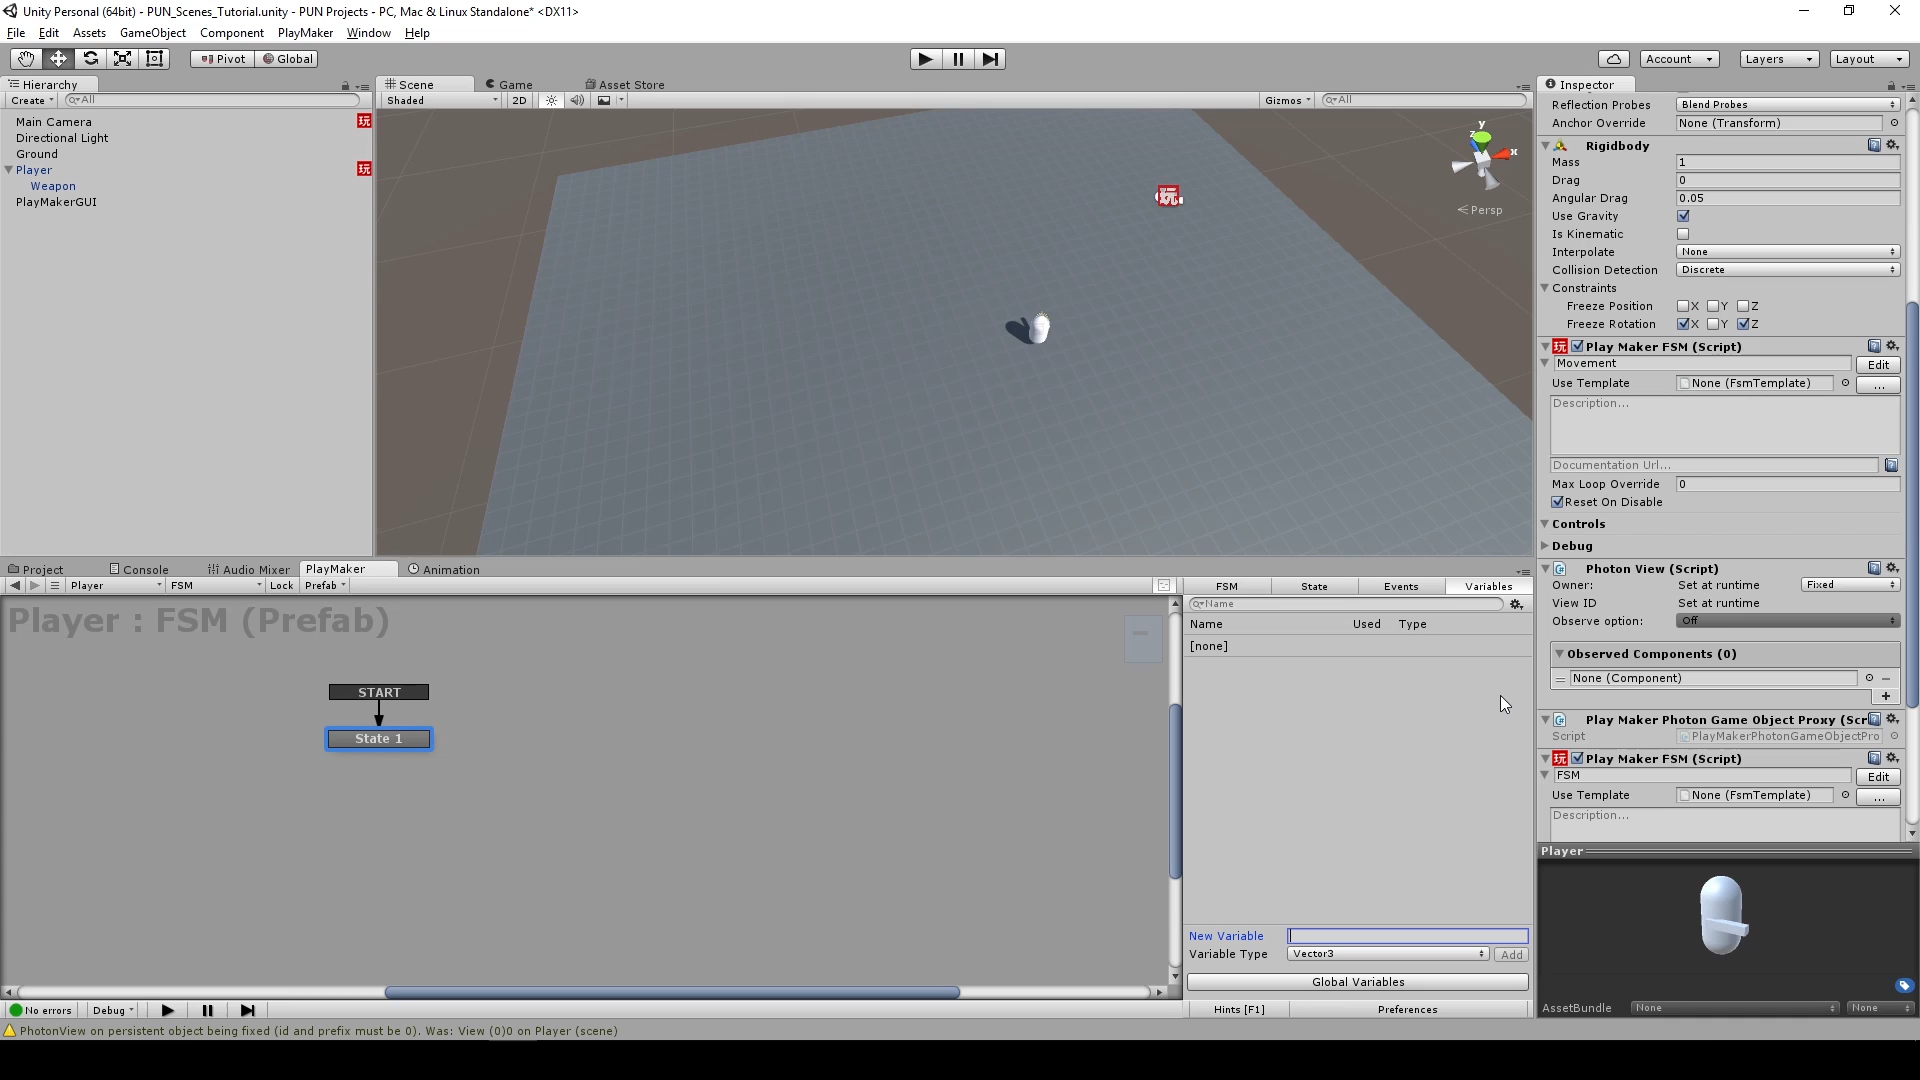 Unity Personal (64bit) - PUN_Scenes_Tutorial.unity - PUN Projects - PC, Mac & Linux Standalone* <DX11>
File Edit Assets GameObject Component PlayMaker Window Help
Pivot Global Account Layers Layout
Hierarchy
Create All
Main Camera 玩
Directional Light
Ground
Player 玩
Weapon
PlayMakerGUI
Scene Game Asset Store
Shaded 2D Gizmos All
y
z
x
Persp
玩
Inspector
Reflection Probes Blend Probes
Anchor Override None (Transform)
Rigidbody
Mass 1
Drag 0
Angular Drag 0.05
Use Gravity
Is Kinematic
Interpolate None
Collision Detection Discrete
Constraints
Freeze Position X Y Z
Freeze Rotation X Y Z
玩 Play Maker FSM (Script)
Movement Edit
Use Template None (FsmTemplate) ...
Description...
Documentation Url...
Max Loop Override 0
Reset On Disable
Controls
Debug
Photon View (Script)
Owner: Set at runtime Fixed
View ID Set at runtime
Observe option: Off
Observed Components (0)
None (Component)
Play Maker Photon Game Object Proxy (Scr
Script PlayMakerPhotonGameObjectPro
玩 Play Maker FSM (Script)
FSM Edit
Use Template None (FsmTemplate) ...
Description...
Player
AssetBundle None None
Project Console Audio Mixer PlayMaker Animation
Player FSM Lock Prefab
Player : FSM (Prefab)
START
State 1
FSM State Events Variables
Name
Name Used Type
[none]
New Variable
Variable Type Vector3 Add
Global Variables
Hints [F1] Preferences
No errors Debug
PhotonView on persistent object being fixed (id and prefix must be 0). Was: View (0)0 on Player (scene)